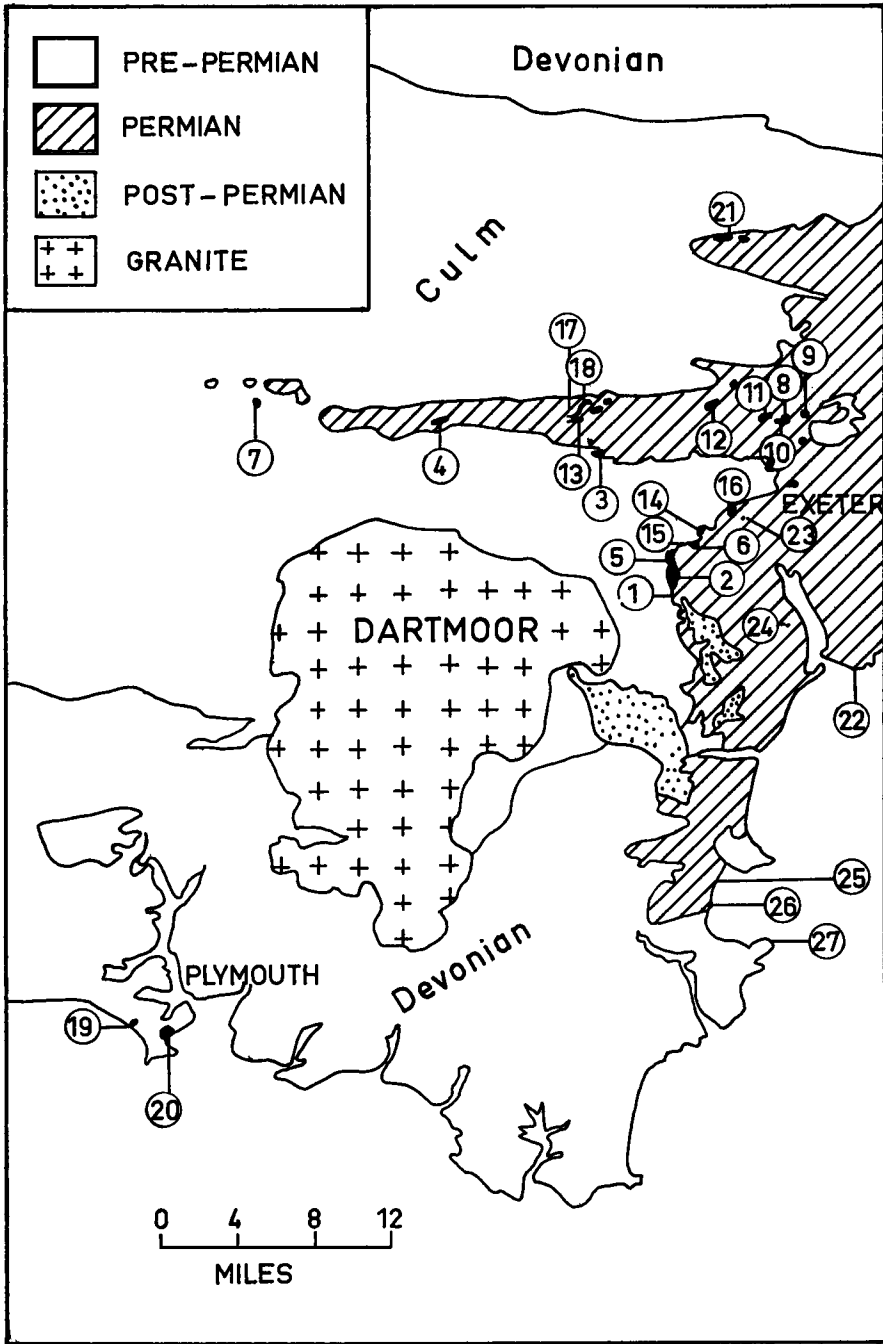 PRE-PERMIAN
PERMIAN
POST-PERMIAN
GRANITE
Devonian
Culm
21
17
18
9
11
8
7
4
13
3
12
10
16
EXETER
14
15
23
5
6
1
2
DARTMOOR
24
22
25
26
27
Devonian
PLYMOUTH
19
20
0 4 8 12
MILES